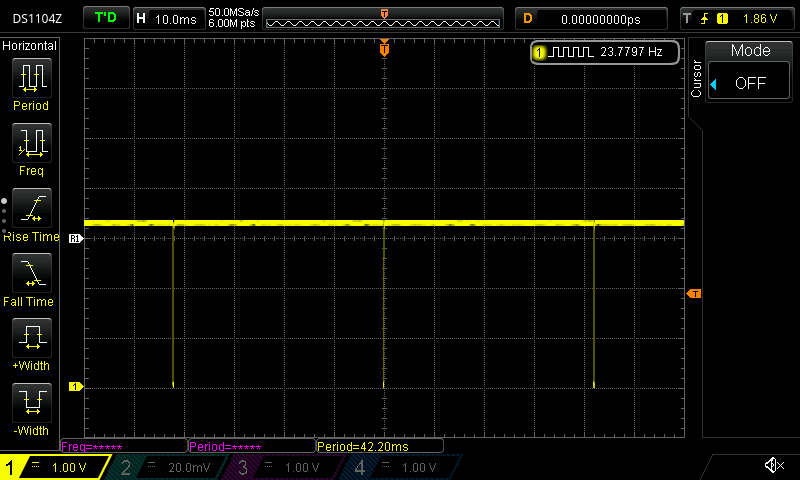 DS1104Z
T'D
H 10.0ms
50.0MSa/s
6.00M pts
T
D 0.00000000ps
T 1 1.86 V
Horizontal
T
1 23.7797 Hz
Mode
OFF
Cursor
Period
Freq
Rise Time
R1
Fall Time
T
+Width
1
-Width
Freq=*****
Period=*****
Period=42.20ms
1 = 1.00 V
2 = 20.0mV
3 = 1.00 V
4 = 1.00 V